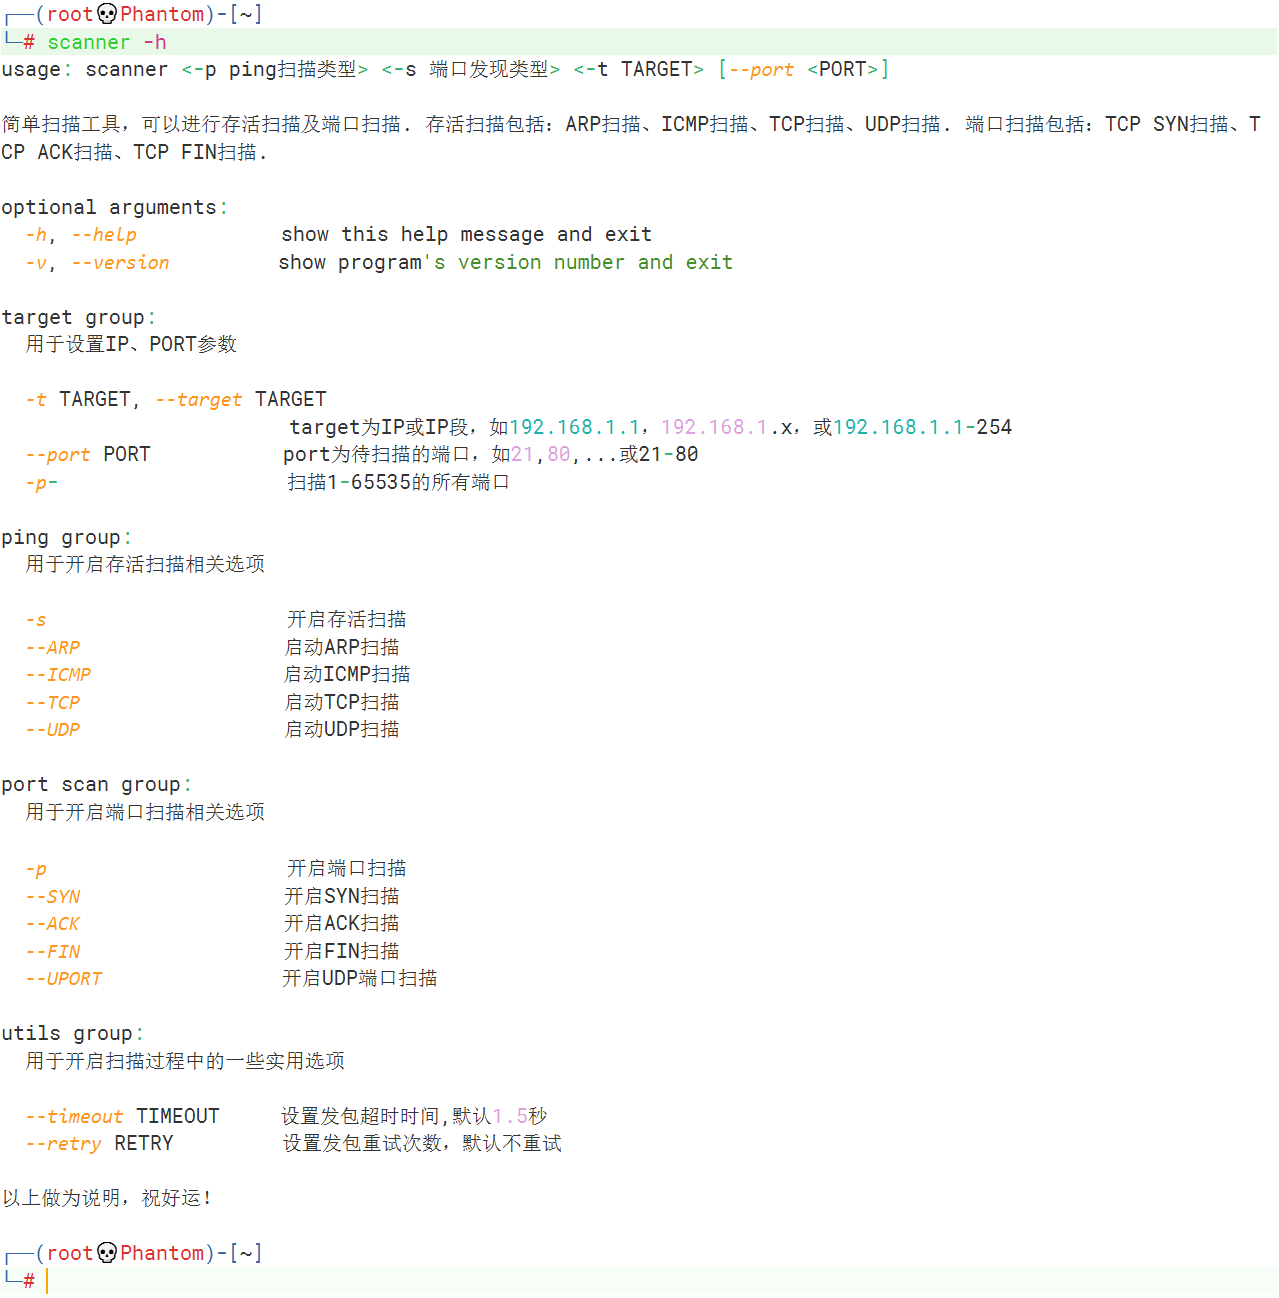 ┌──(root💀Phantom)-[~]
└─# scanner -h
usage: scanner <-p ping扫描类型> <-s 端口发现类型> <-t TARGET> [--port <PORT>]
简单扫描工具，可以进行存活扫描及端口扫描. 存活扫描包括：ARP扫描、ICMP扫描、TCP扫描、UDP扫描. 端口扫描包括：TCP SYN扫描、T
CP ACK扫描、TCP FIN扫描.
optional arguments:
-h, --help show this help message and exit
-v, --version show program's version number and exit
target group:
用于设置IP、PORT参数
-t TARGET, --target TARGET
target为IP或IP段，如192.168.1.1，192.168.1.x，或192.168.1.1-254
--port PORT port为待扫描的端口，如21,80,...或21-80
-p- 扫描1-65535的所有端口
ping group:
用于开启存活扫描相关选项
-s 开启存活扫描
--ARP 启动ARP扫描
--ICMP 启动ICMP扫描
--TCP 启动TCP扫描
--UDP 启动UDP扫描
port scan group:
用于开启端口扫描相关选项
-p 开启端口扫描
--SYN 开启SYN扫描
--ACK 开启ACK扫描
--FIN 开启FIN扫描
--UPORT 开启UDP端口扫描
utils group:
用于开启扫描过程中的一些实用选项
--timeout TIMEOUT 设置发包超时时间,默认1.5秒
--retry RETRY 设置发包重试次数，默认不重试
以上做为说明，祝好运！
┌──(root💀Phantom)-[~]
└─#